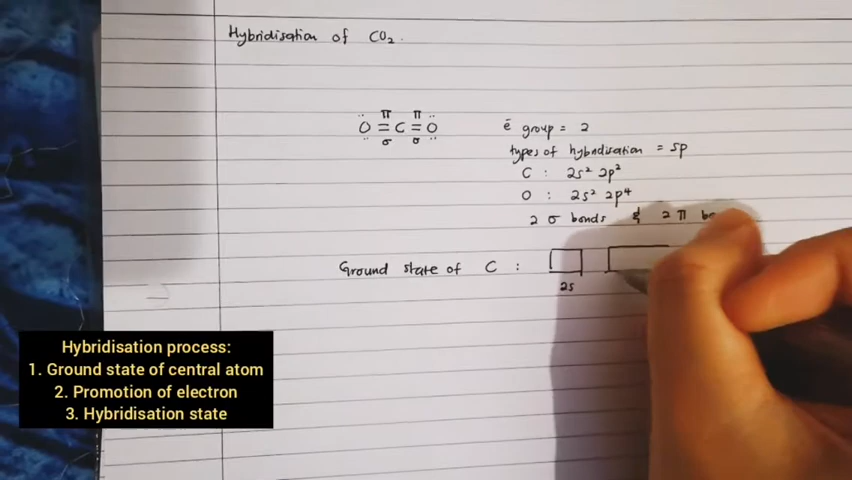 Hybridisation of CO₂.
π π
:Ö=C=Ö:
σ σ
ē group = 2
types of hybridisation = sp
C : 2s² 2p²
O : 2s² 2p⁴
2 σ bonds & 2 π
Ground state of C :
2s
Hybridisation process:
1. Ground state of central atom
2. Promotion of electron
3. Hybridisation state